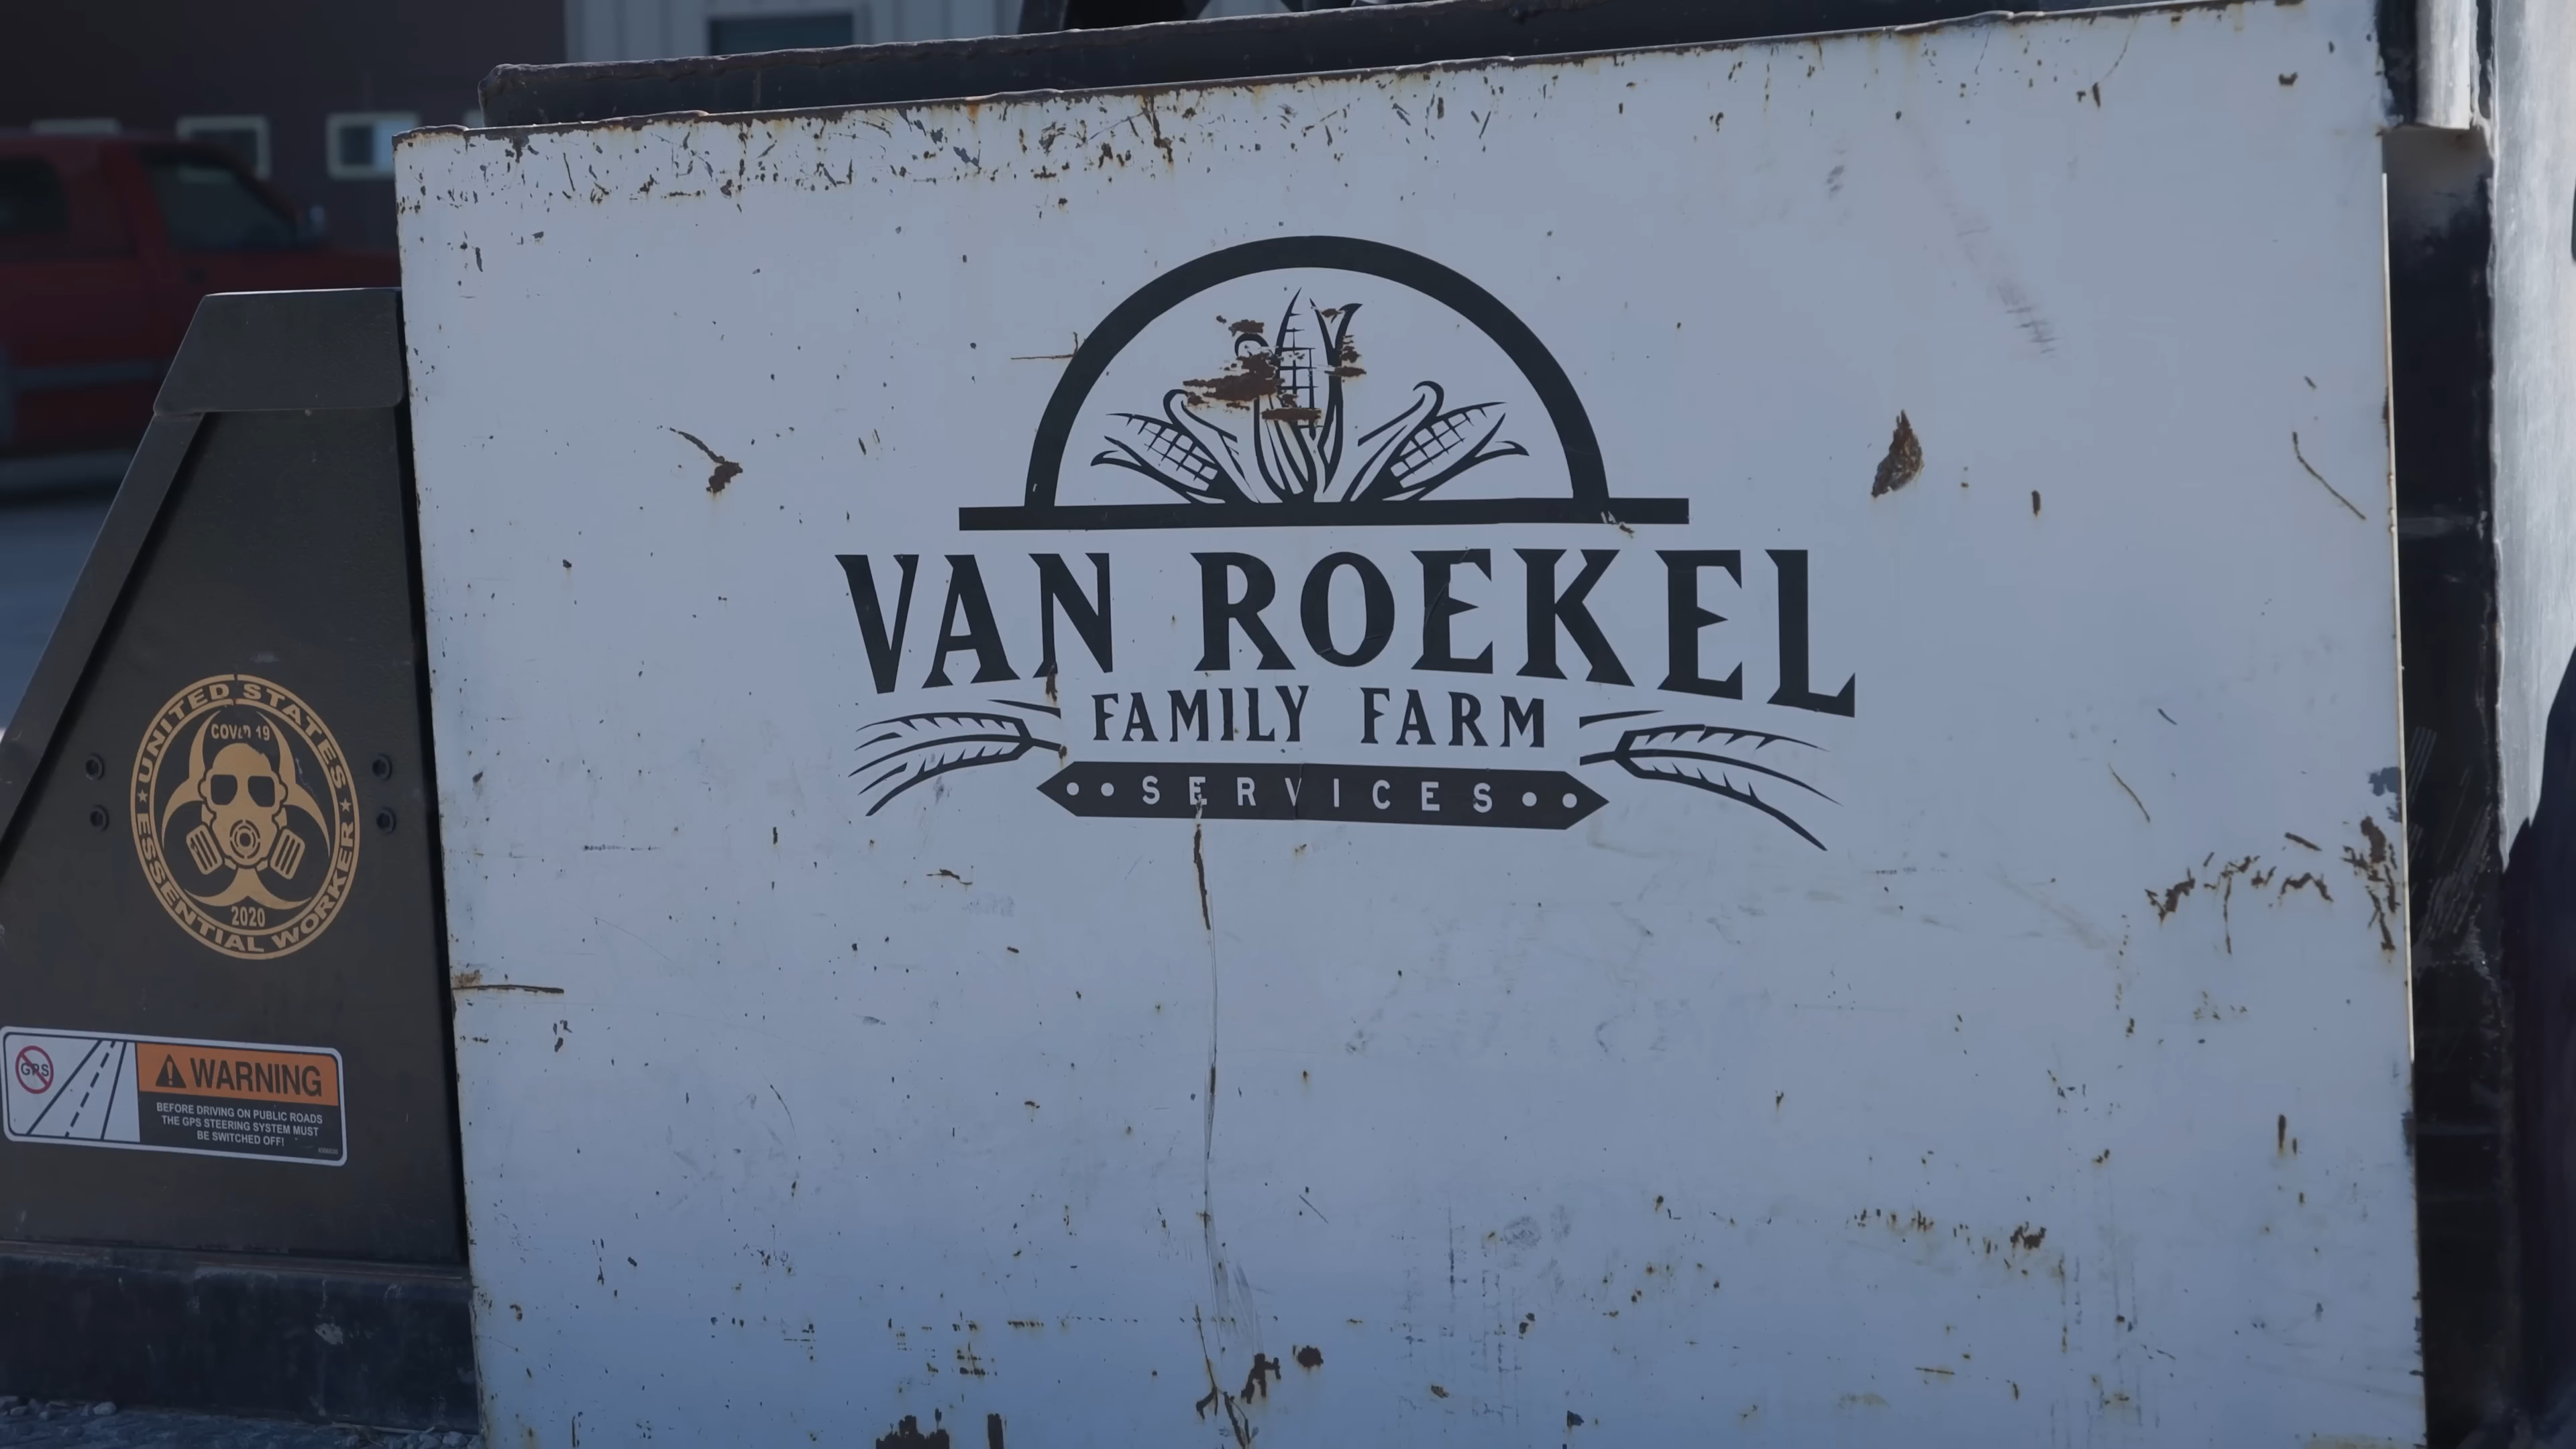 VAN ROEKEL
FAMILY FARM
SERVICES
UNITED STATES
COVID 19
2020
ESSENTIAL WORKER
GPS
WARNING
BEFORE DRIVING ON PUBLIC ROADS
THE GPS STEERING SYSTEM MUST
BE SWITCHED OFF!